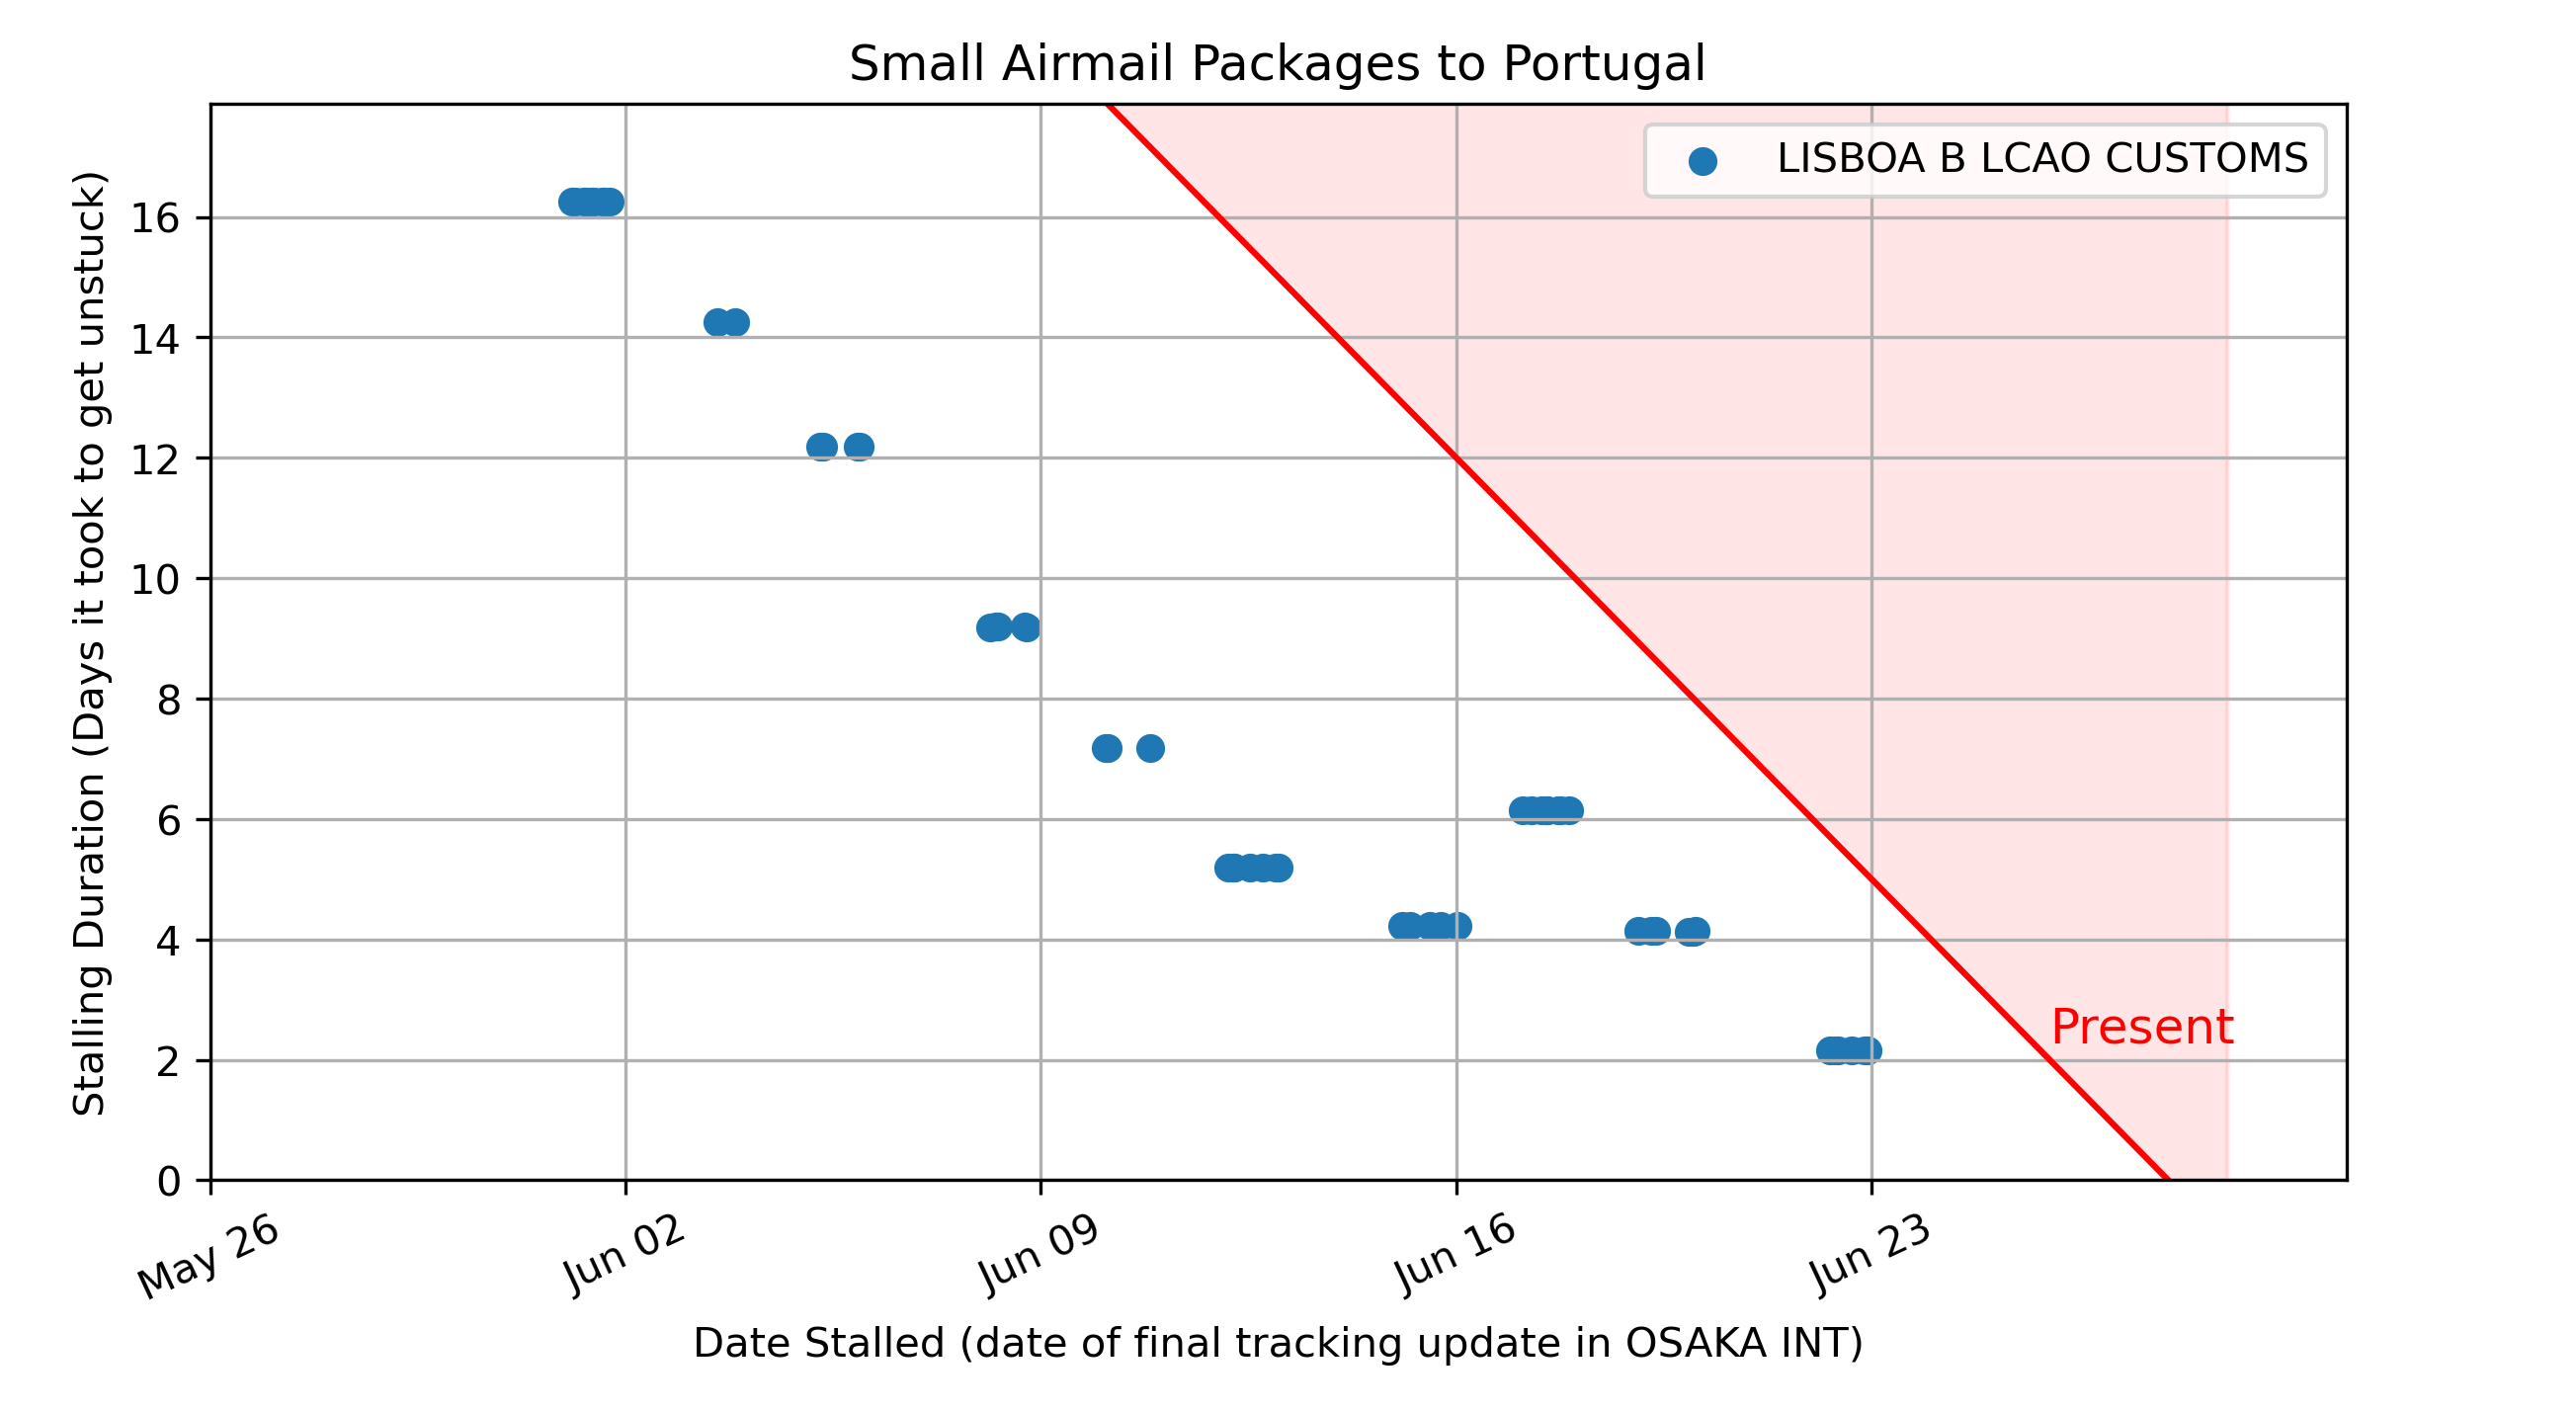 Small Airmail Packages to Portugal
LISBOA B LCAO CUSTOMS
Stalling Duration (Days it took to get unstuck)
16
14
12
10
8
6
4
2
0
Present
May 26
Jun 02
Jun 09
Jun 16
Jun 23
Date Stalled (date of final tracking update in OSAKA INT)